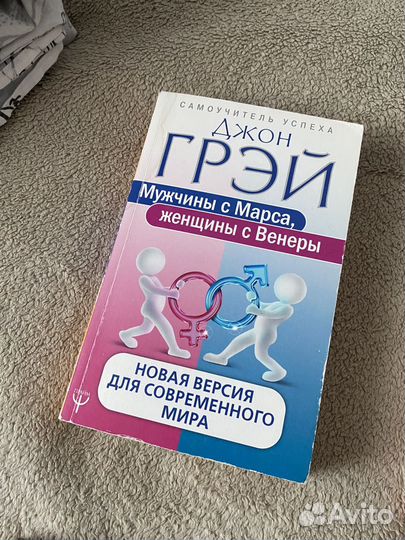 САМОУЧИТЕЛЬ УСПЕХА
Джон
ГРЭЙ
Мужчины с Марса,
женщины с Венеры
НОВАЯ ВЕРСИЯ
ДЛЯ СОВРЕМЕННОГО
МИРА
Avito